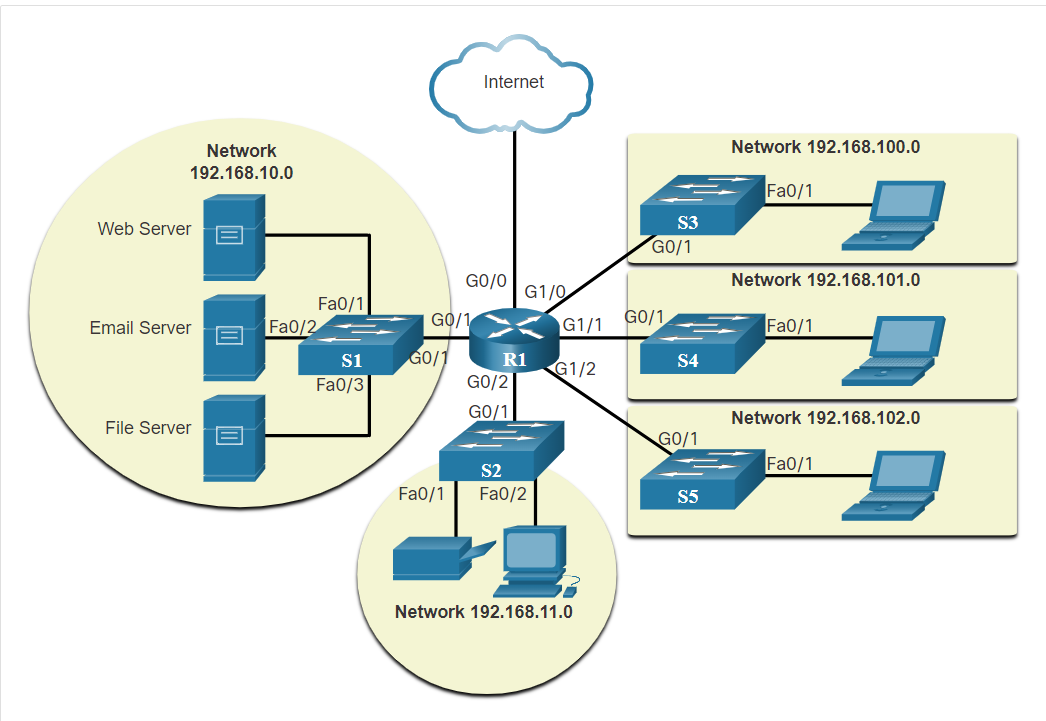 Internet
Network
192.168.10.0
Web Server
Email Server
File Server
Fa0/1
Fa0/2
Fa0/3
S1
G0/1
G0/1
G0/0
G1/0
G1/1
G1/2
R1
G0/2
G0/1
S2
Fa0/1
Fa0/2
Network 192.168.11.0
Network 192.168.100.0
S3
Fa0/1
G0/1
Network 192.168.101.0
G0/1
S4
Fa0/1
Network 192.168.102.0
G0/1
S5
Fa0/1